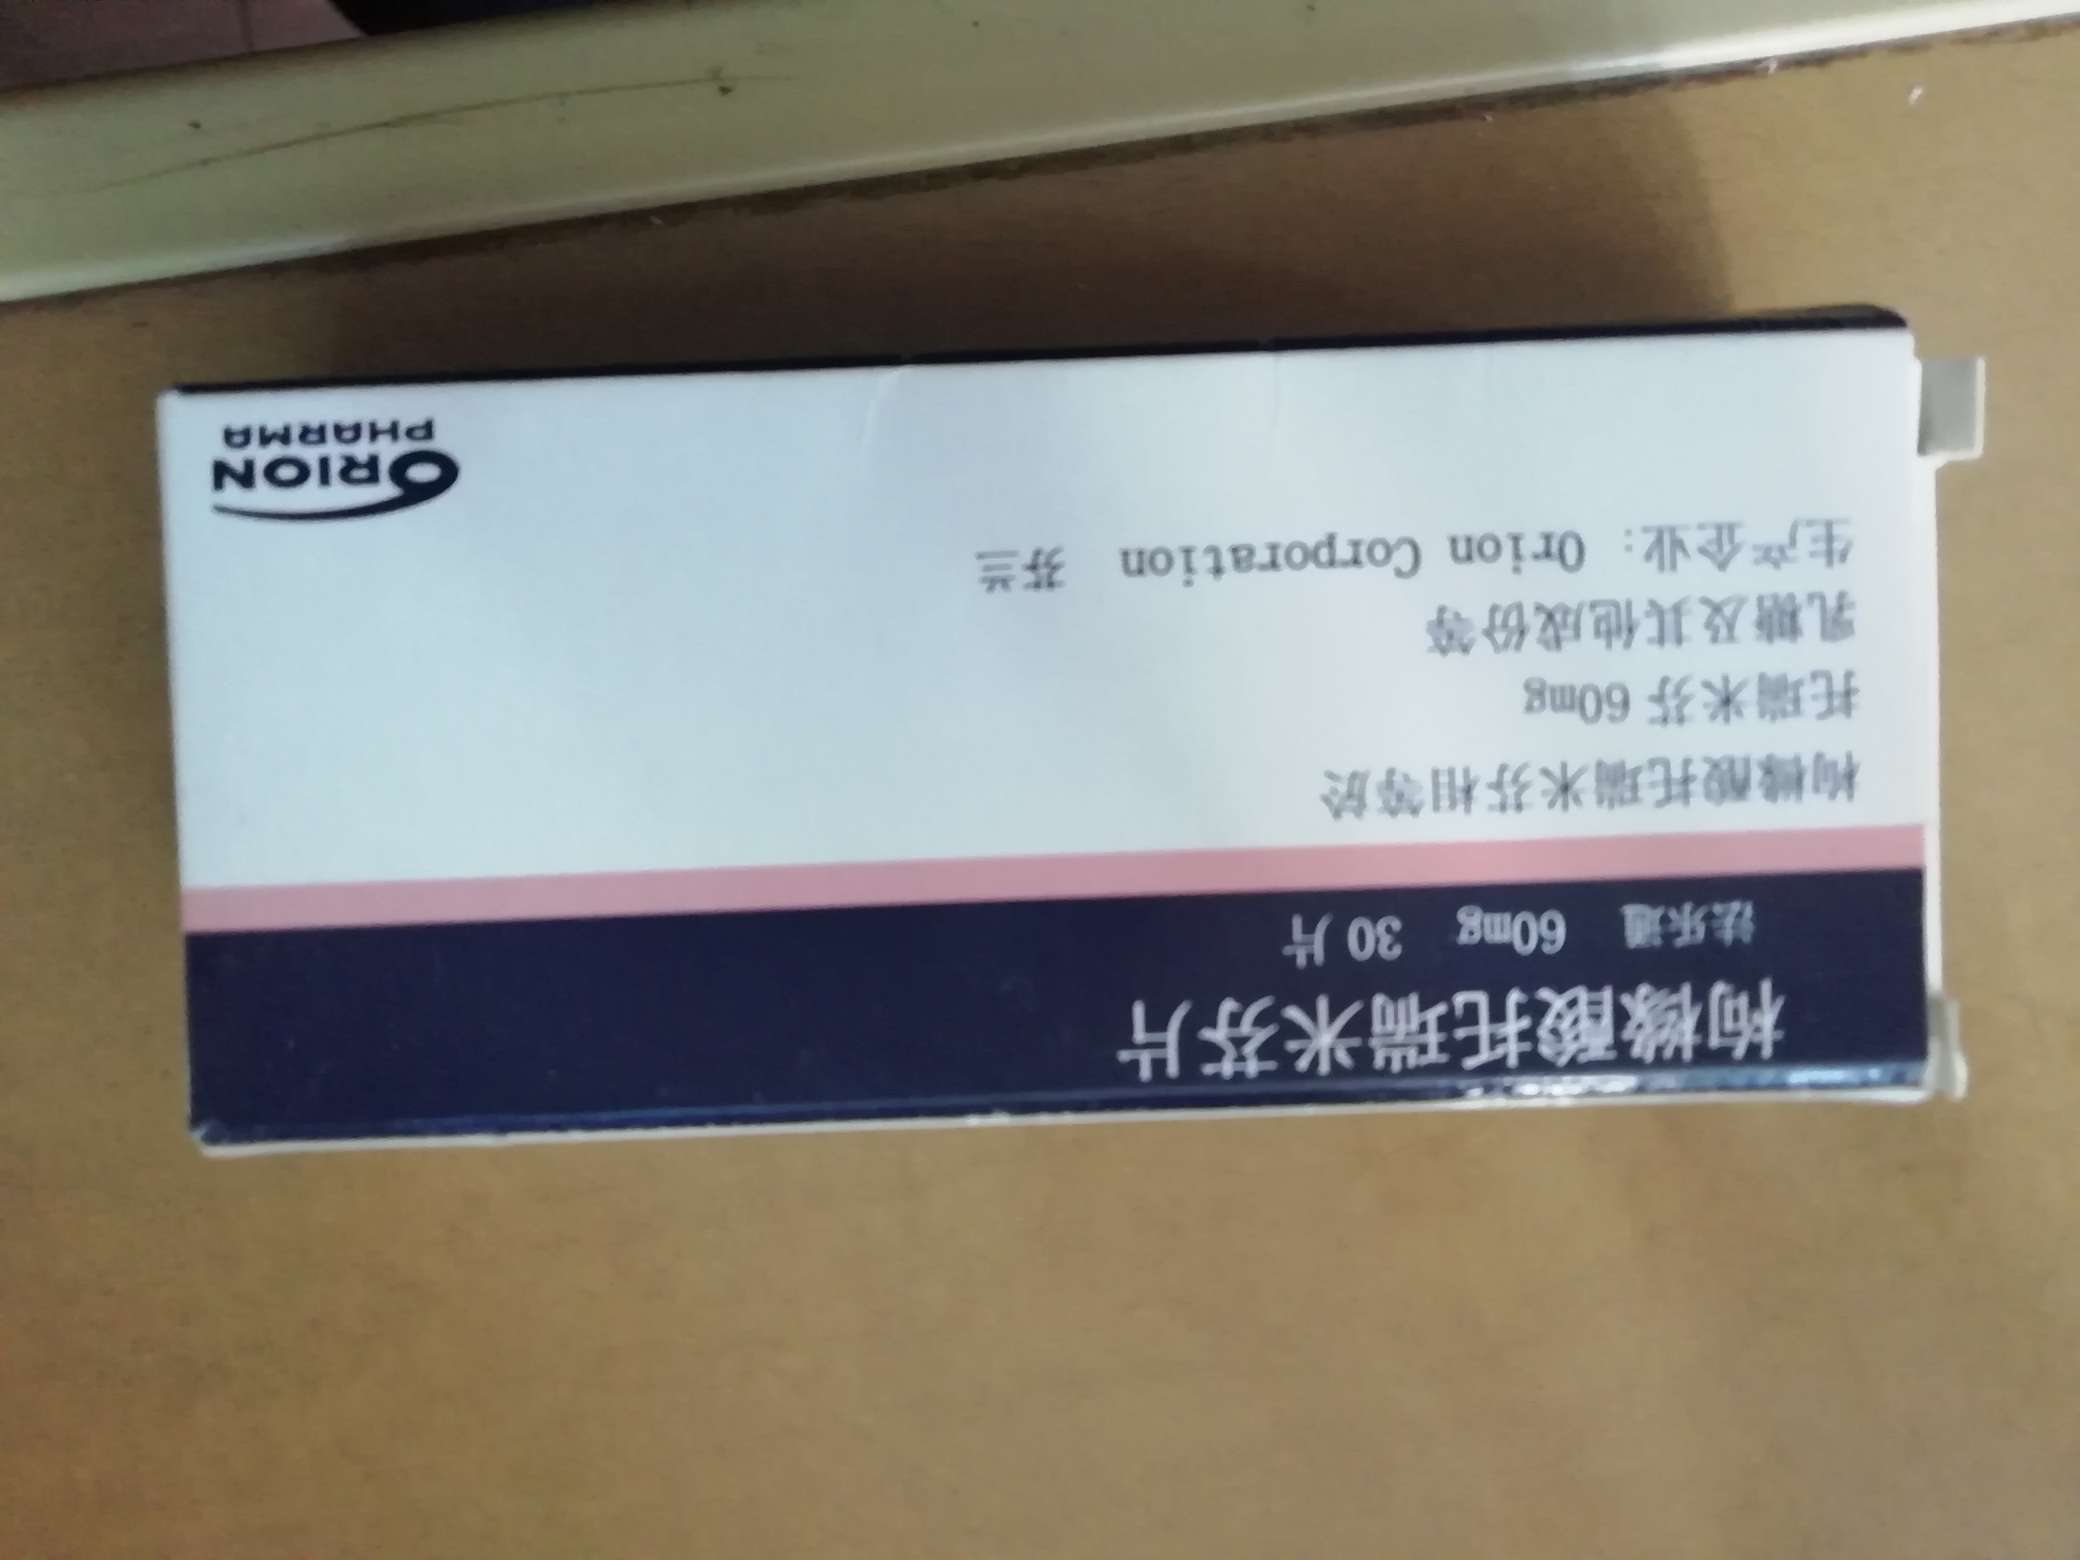 枸橼酸托瑞米芬片
法乐通 60mg 30片
枸橼酸托瑞米芬相等於
托瑞米芬 60mg
乳糖及其他成份等
生产企业：Orion Corporation 芬兰
ORION
PHARMA